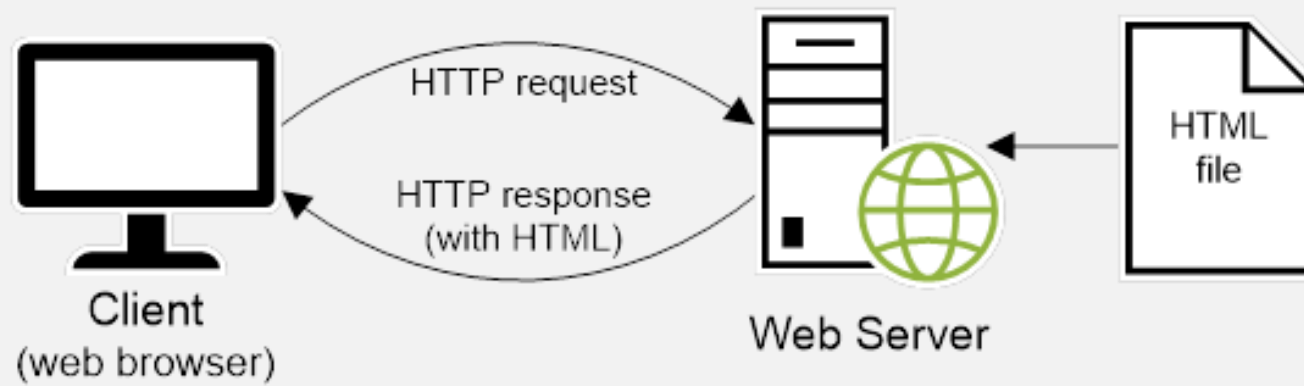 HTTP request
HTTP response
(with HTML)
HTML
file
Client
(web browser)
Web Server